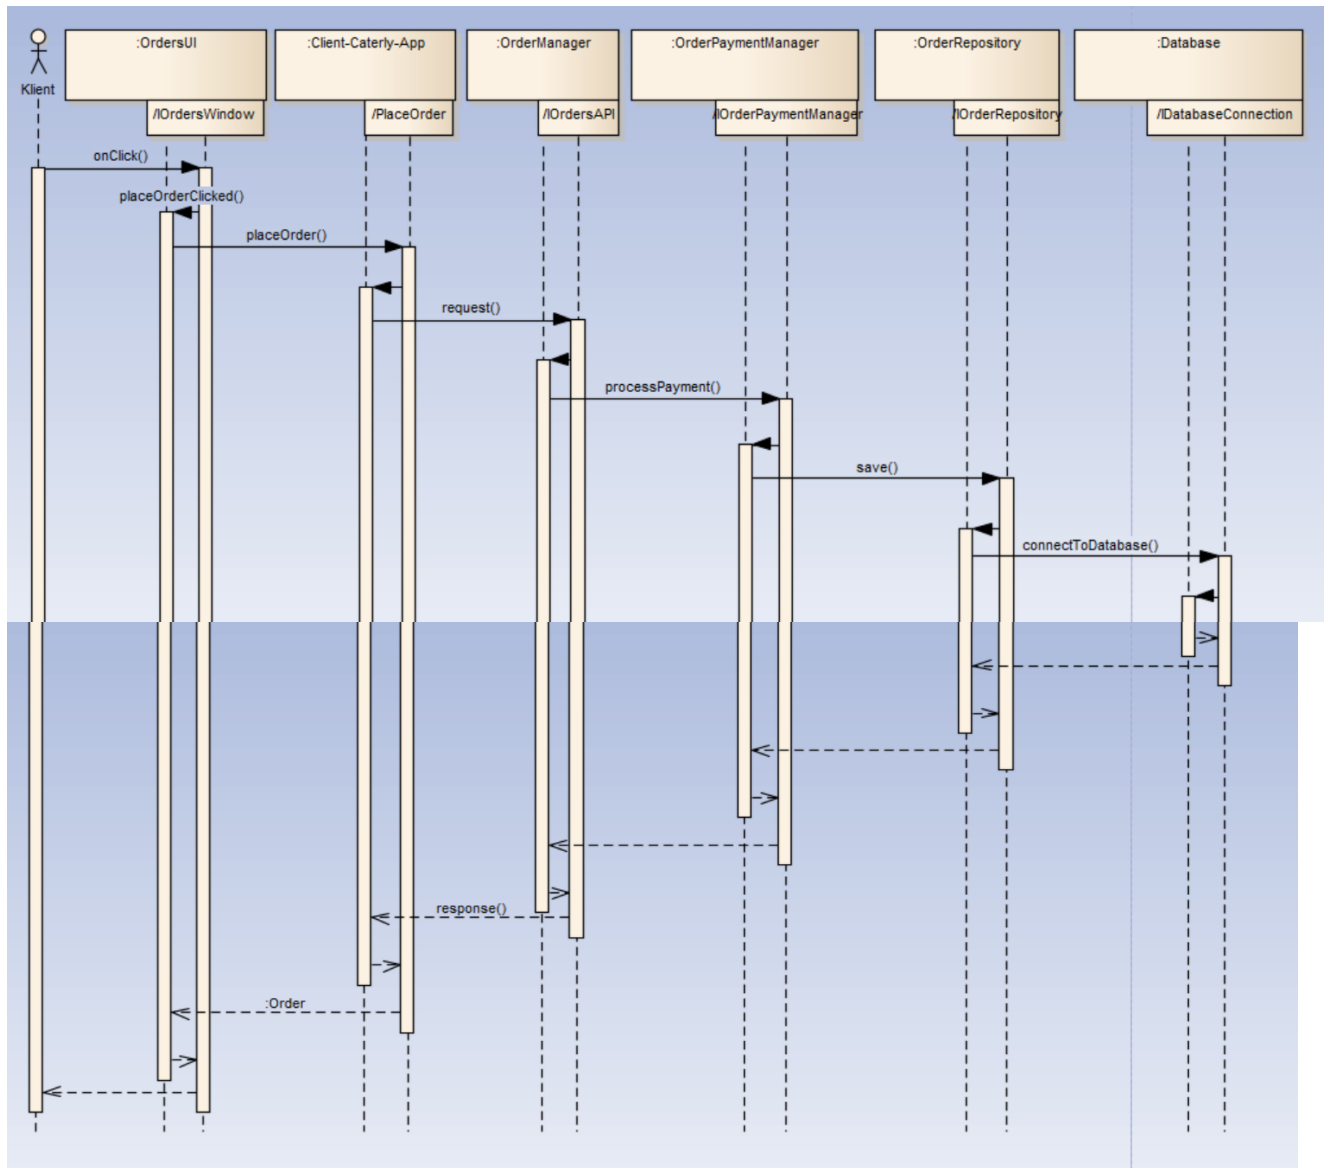 :OrdersUI
:Client-Caterly-App
:OrderManager
:OrderPaymentManager
:OrderRepository
:Database
Klient
/IOrdersWindow
/PlaceOrder
/IOrdersAPI
/IOrderPaymentManager
/IOrderRepository
/IDatabaseConnection
onClick()
placeOrderClicked()
placeOrder()
request()
processPayment()
save()
connectToDatabase()
response()
:Order